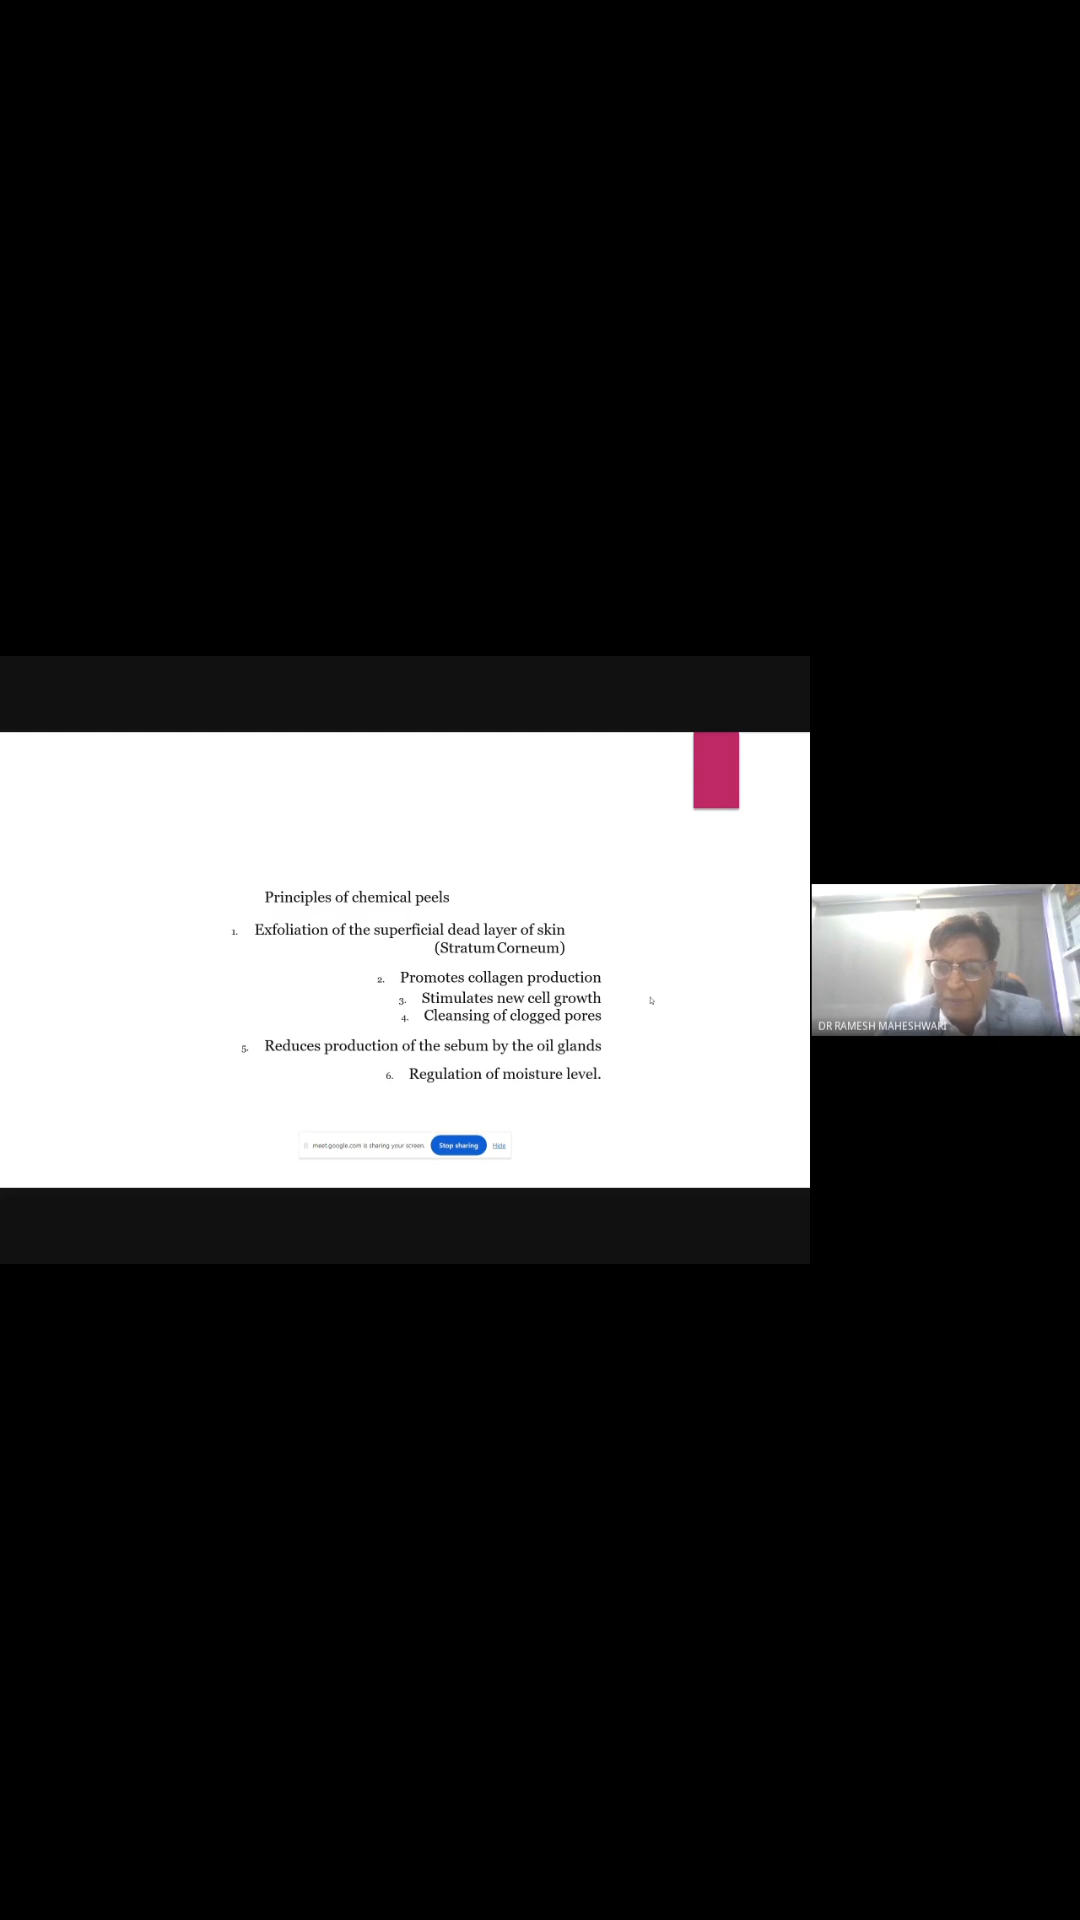 Principles of chemical peels
1. Exfoliation of the superficial dead layer of skin
(Stratum Corneum)
2. Promotes collagen production
3. Stimulates new cell growth
4. Cleansing of clogged pores
5. Reduces production of the sebum by the oil glands
6. Regulation of moisture level.
meet.google.com is sharing your screen. Stop sharing Hide
DR RAMESH MAHESHWARI